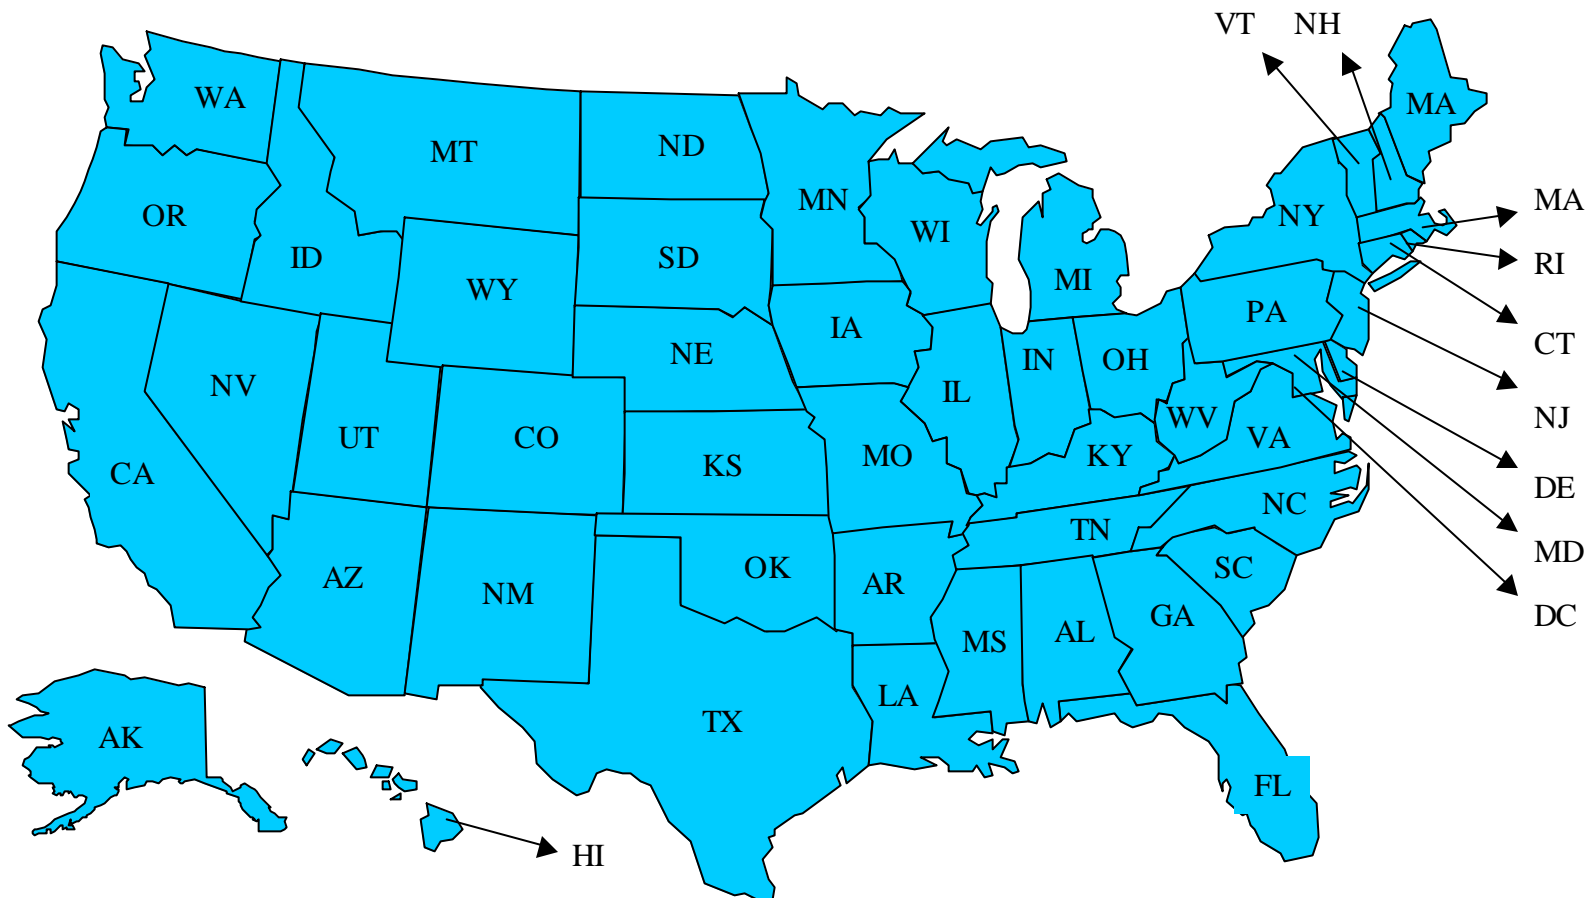 VT NH
WA
MA
MT
ND
MN
MA
OR
NY
WI
ID
SD
RI
MI
WY
PA
IA
CT
NE
IN
OH
NV
IL
NJ
WV
UT
CO
VA
MO
KY
KS
CA
DE
NC
TN
MD
OK
SC
AZ
AR
NM
GA
DC
AL
MS
LA
TX
AK
FL
HI